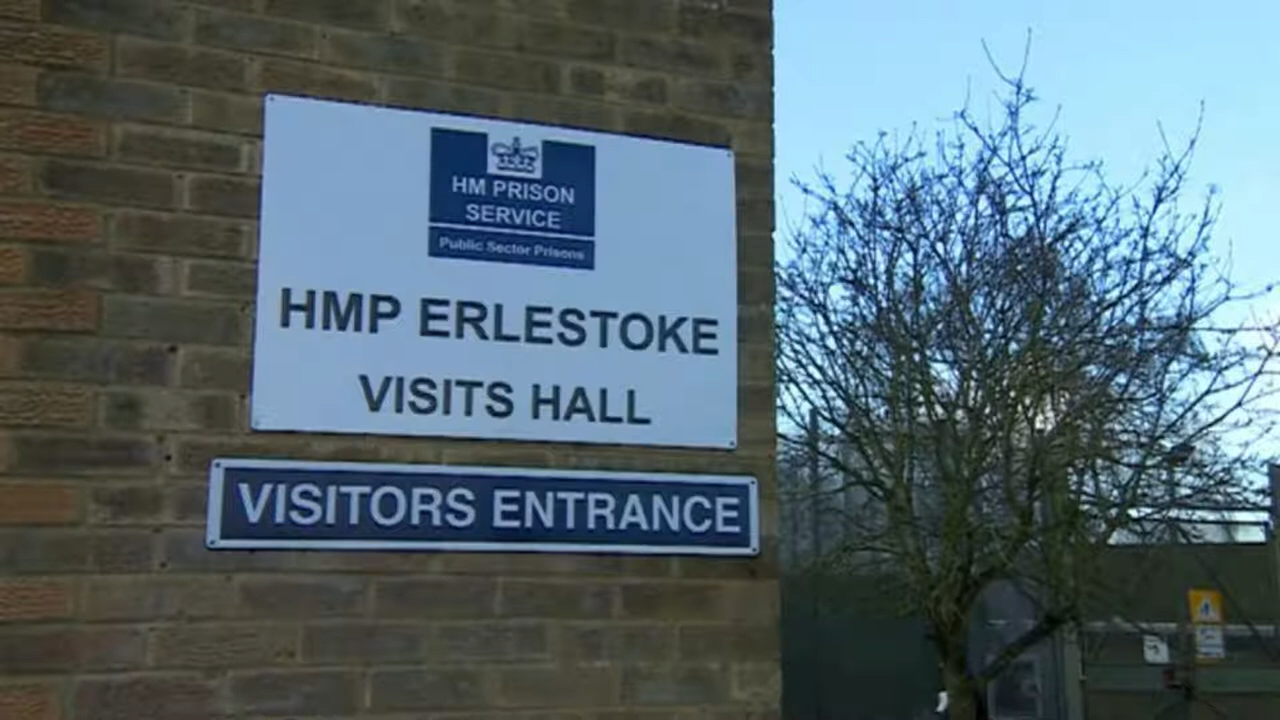 HM PRISON
SERVICE
Public Sector Prisons
HMP ERLESTOKE
VISITS HALL
VISITORS ENTRANCE